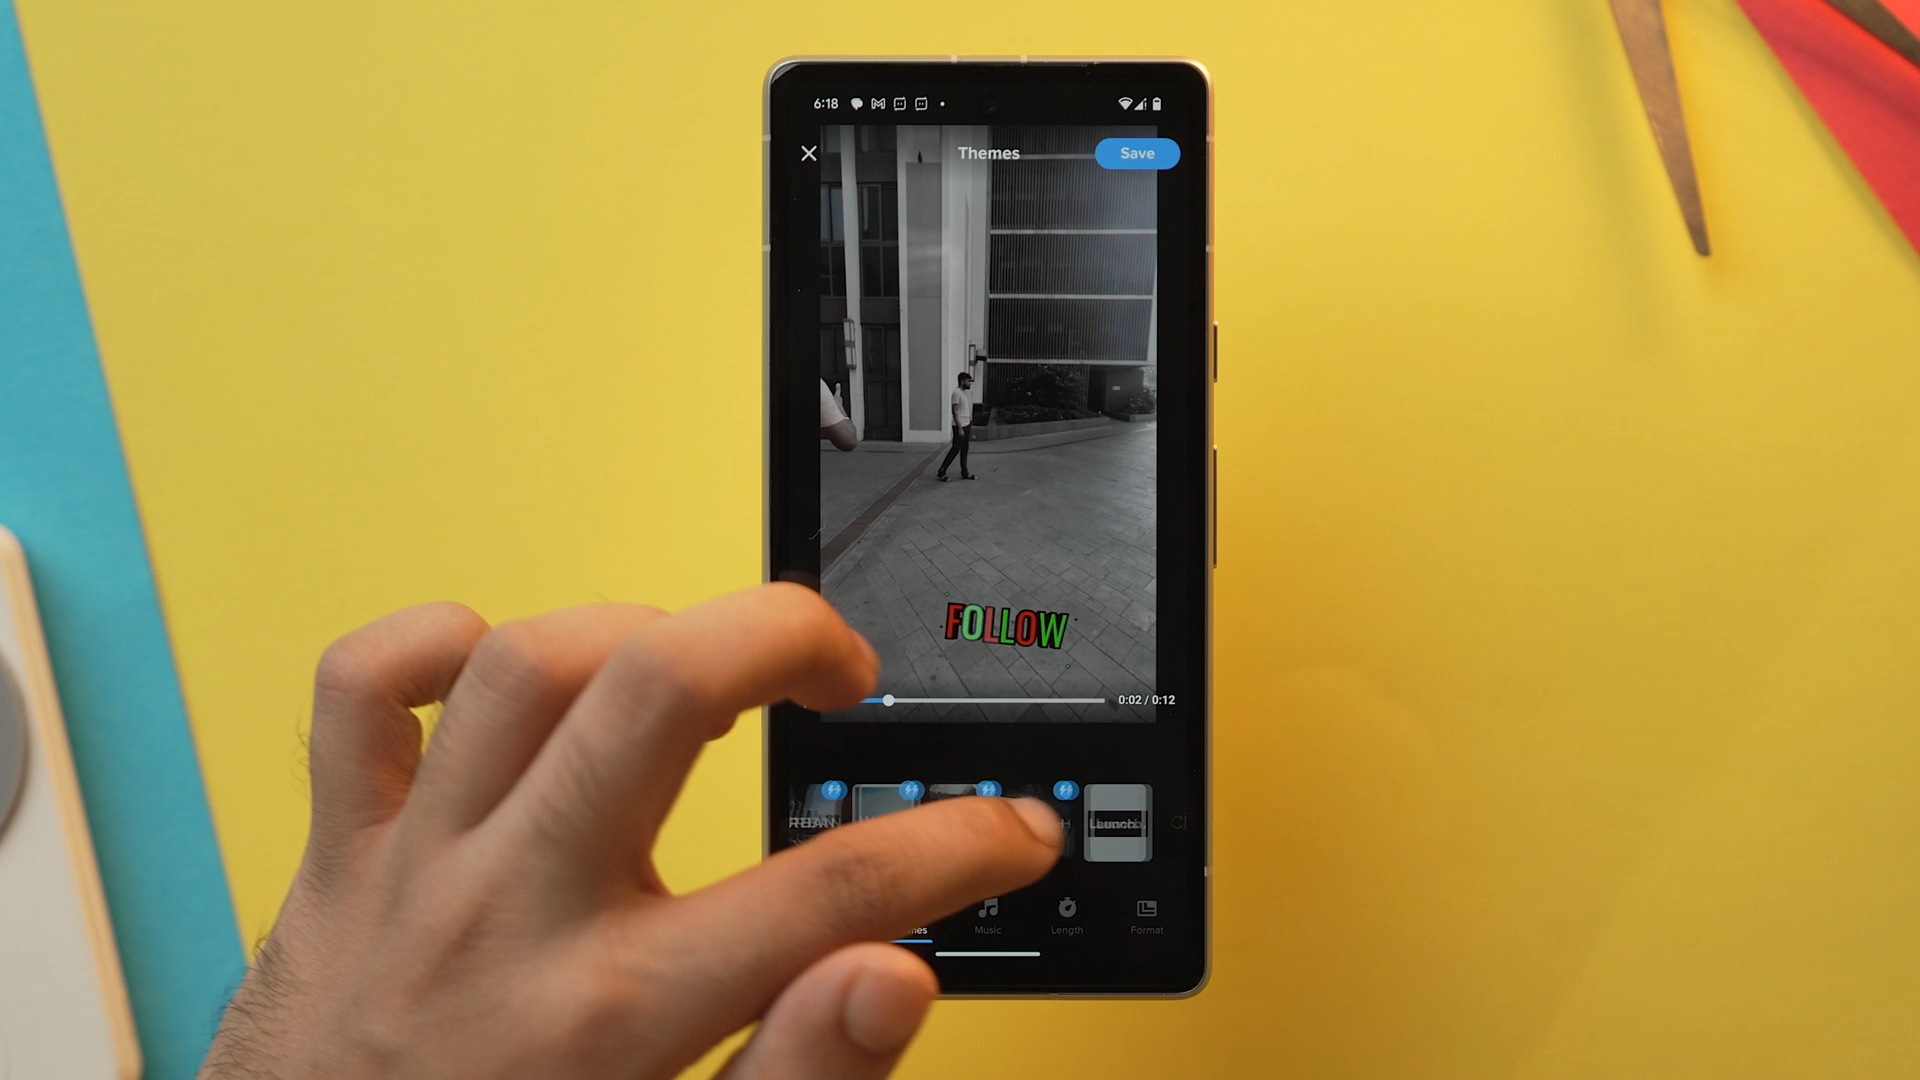 6:18
Themes
Save
FOLLOW
0:02 / 0:12
Launch
Music
Length
Format